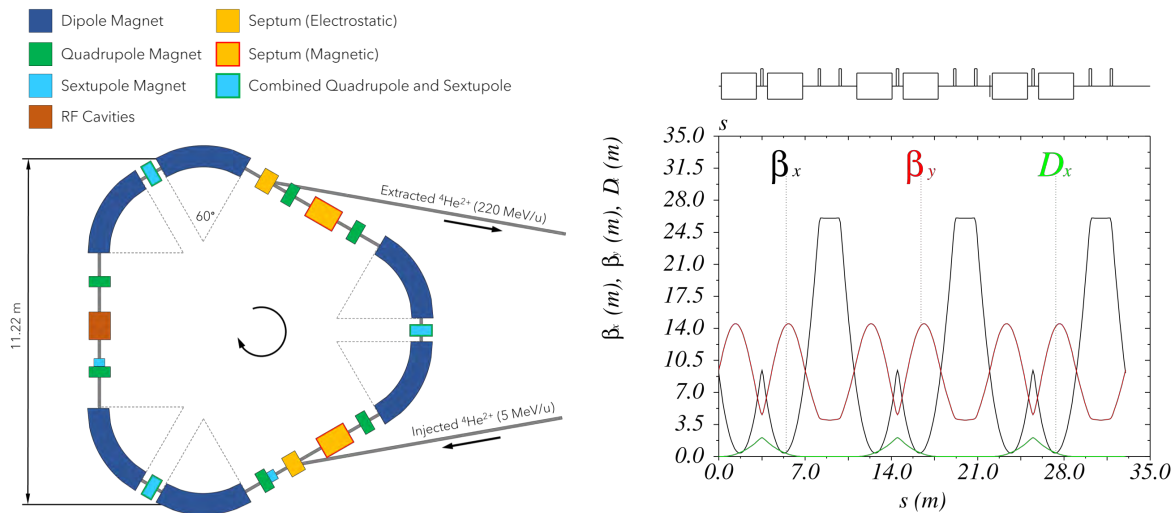 Dipole Magnet
Quadrupole Magnet
Sextupole Magnet
RF Cavities
Septum (Electrostatic)
Septum (Magnetic)
Combined Quadrupole and Sextupole
11.22 m
60°
Extracted ⁴He²⁺ (220 MeV/u)
Injected ⁴He²⁺ (5 MeV/u)
s
βx (m), βy (m), D (m)
35.0
31.5
28.0
24.5
21.0
17.5
14.0
10.5
7.0
3.5
0.0
βx
βy
Dx
0.0 7.0 14.0 21.0 28.0 35.0
s (m)